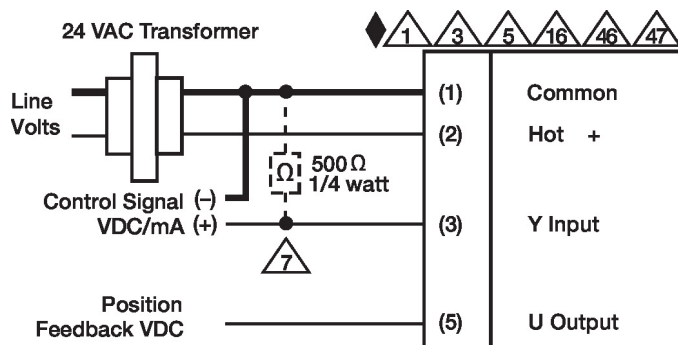 24 VAC Transformer
1 3 5 16 46 47
Line
Volts
(1) Common
(2) Hot +
Ω 500 Ω
1/4 watt
Control Signal (–)
VDC/mA (+)
(3) Y Input
7
Position
Feedback VDC
(5) U Output